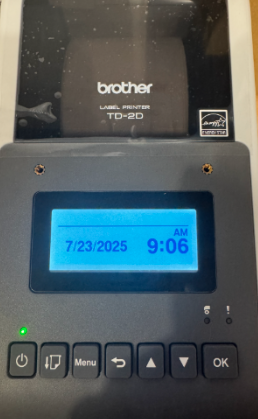 brother
LABEL PRINTER
TD-2D
AM
7/23/2025 9:06
Menu
OK